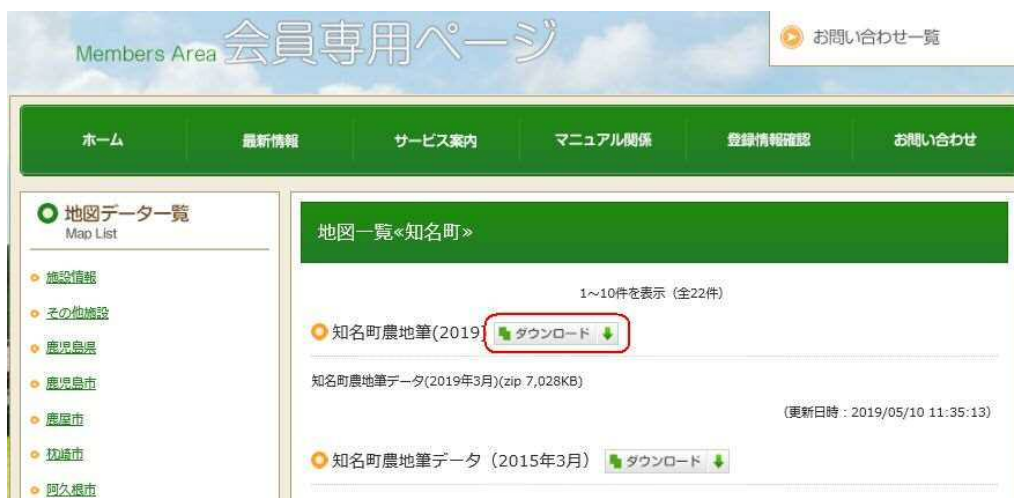 Members Area 会員専用ページ
お問い合わせ一覧
ホーム 最新情報 サービス案内 マニュアル関係 登録情報確認 お問い合わせ
地図データ一覧
Map List
施設情報
その他施設
鹿児島県
鹿児島市
鹿屋市
枕崎市
阿久根市
地図一覧«知名町»
1～10件を表示（全22件）
知名町農地筆(2019) ダウンロード
知名町農地筆データ(2019年3月)(zip 7,028KB)
（更新日時：2019/05/10 11:35:13）
知名町農地筆データ（2015年3月） ダウンロード